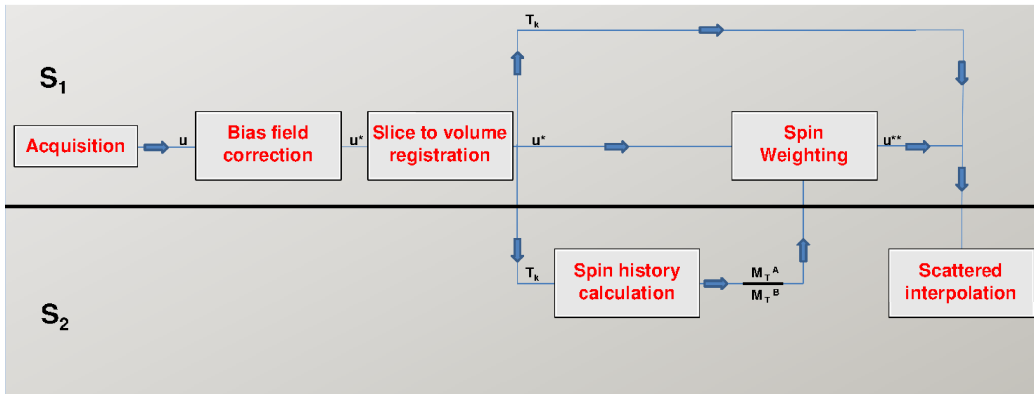 T_k
S_1
Acquisition
u
Bias field
correction
u*
Slice to volume
registration
u*
Spin
Weighting
u**
T_k
Spin history
calculation
M_T^A
M_T^B
Scattered
interpolation
S_2